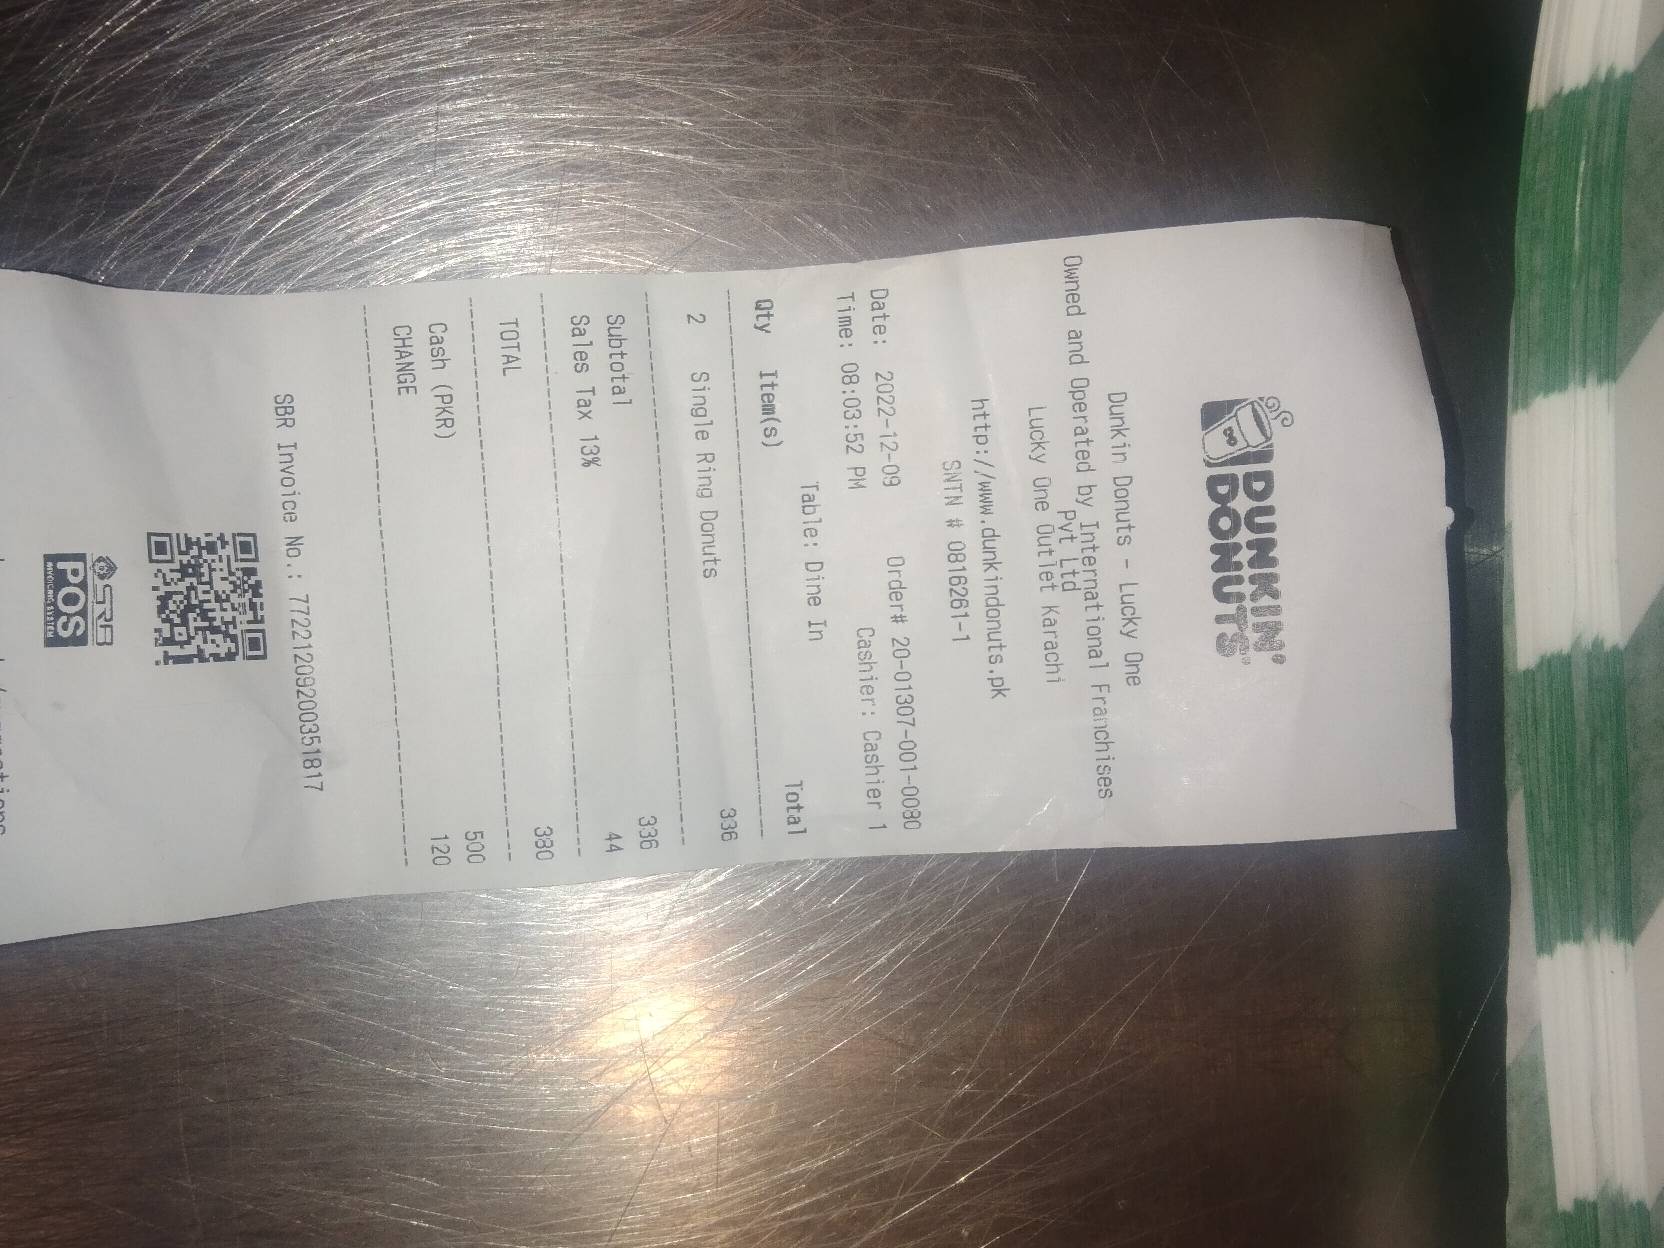 DUNKIN'
DONUTS
Dunkin Donuts - Lucky One
Owned and Operated by International Franchises
Pvt Ltd
Lucky One Outlet Karachi
http://www.dunkindonuts.pk
SNTN # 0816261-1
Date: 2022-12-09 Order# 20-01307-001-0080
Time: 08:03:52 PM Cashier: Cashier 1
Table: Dine In
Qty Item(s) Total
2 Single Ring Donuts 336
Subtotal 336
Sales Tax 13% 44
TOTAL 380
Cash (PKR) 500
CHANGE 120
SBR Invoice No.: 77221209200351817
SRB
POS
INVOICING SYSTEM